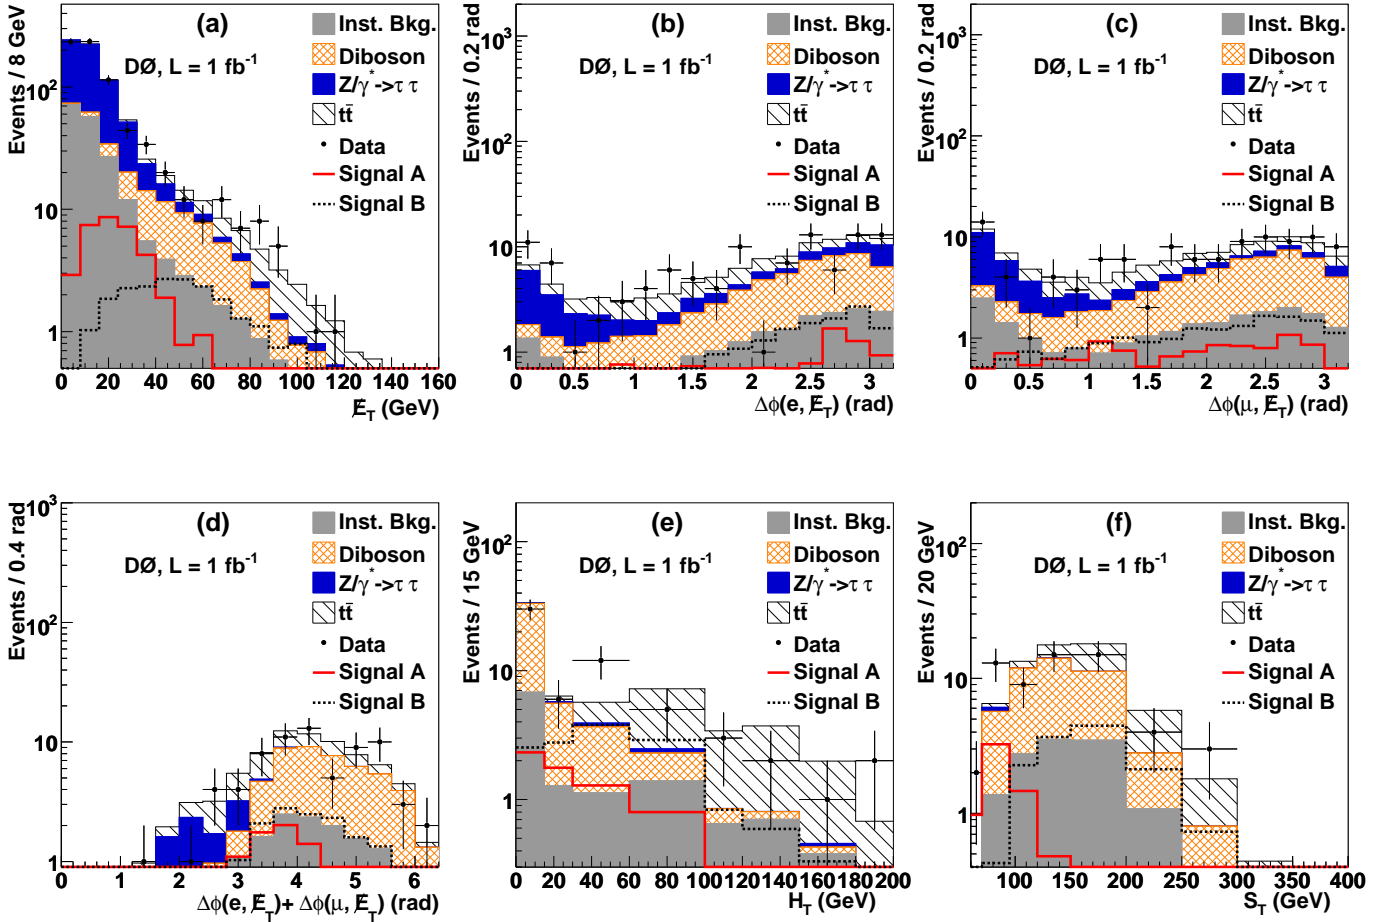 (a)
Events / 8 GeV
DØ, L = 1 fb⁻¹
Inst. Bkg.
Diboson
Z/γ*->τ τ
tt̄
Data
Signal A
Signal B
10²
10
1
0 20 40 60 80 100 120 140 160
E̸_T (GeV)
(b)
Events / 0.2 rad
DØ, L = 1 fb⁻¹
Inst. Bkg.
Diboson
Z/γ*->τ τ
tt̄
Data
Signal A
Signal B
10³
10²
10
1
0 0.5 1 1.5 2 2.5 3
Δϕ(e, E̸_T) (rad)
(c)
Events / 0.2 rad
DØ, L = 1 fb⁻¹
Inst. Bkg.
Diboson
Z/γ*->τ τ
tt̄
Data
Signal A
Signal B
10³
10²
10
1
0 0.5 1 1.5 2 2.5 3
Δϕ(μ, E̸_T) (rad)
(d)
Events / 0.4 rad
DØ, L = 1 fb⁻¹
Inst. Bkg.
Diboson
Z/γ*->τ τ
tt̄
Data
Signal A
Signal B
10³
10²
10
1
0 1 2 3 4 5 6
Δϕ(e, E̸_T)+ Δϕ(μ, E̸_T) (rad)
(e)
Events / 15 GeV
DØ, L = 1 fb⁻¹
Inst. Bkg.
Diboson
Z/γ*->τ τ
tt̄
Data
Signal A
Signal B
10²
10
1
0 20 40 60 80 100 120 140 160 180 200
H_T (GeV)
(f)
Events / 20 GeV
DØ, L = 1 fb⁻¹
Inst. Bkg.
Diboson
Z/γ*->τ τ
tt̄
Data
Signal A
Signal B
10²
10
1
100 150 200 250 300 350 400
S_T (GeV)